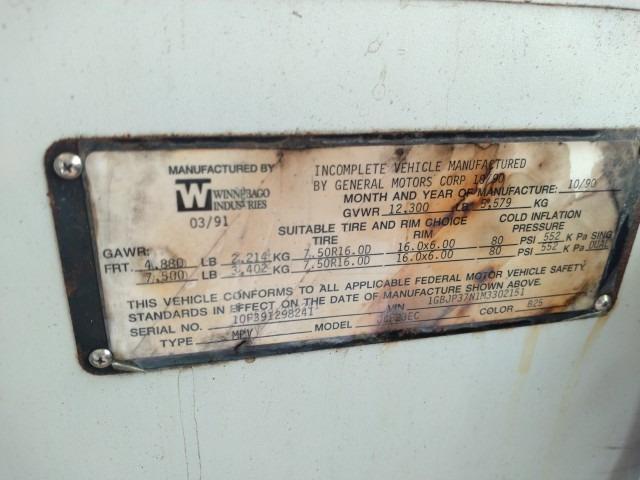 MANUFACTURED BY
W WINNEBAGO INDUSTRIES
03/91
INCOMPLETE VEHICLE MANUFACTURED
BY GENERAL MOTORS CORP 10/90
MONTH AND YEAR OF MANUFACTURE: 10/90
GVWR 12,300 LB 5,579 KG
SUITABLE TIRE AND RIM CHOICE COLD INFLATION
TIRE RIM PRESSURE
GAWR:
FRT. 4,880 LB 2,214 KG 7.50R16.0D 16.0x6.00 80 PSI 552 K Pa SING
7,500 LB 3,402 KG 7.50R16.0D 16.0x6.00 80 PSI 552 K Pa DUAL
THIS VEHICLE CONFORMS TO ALL APPLICABLE FEDERAL MOTOR VEHICLE SAFETY
STANDARDS IN EFFECT ON THE DATE OF MANUFACTURE SHOWN ABOVE.
SERIAL NO. 10F391298241 VIN 1GBJP37N1M3302151
TYPE MPV MODEL COLOR 825